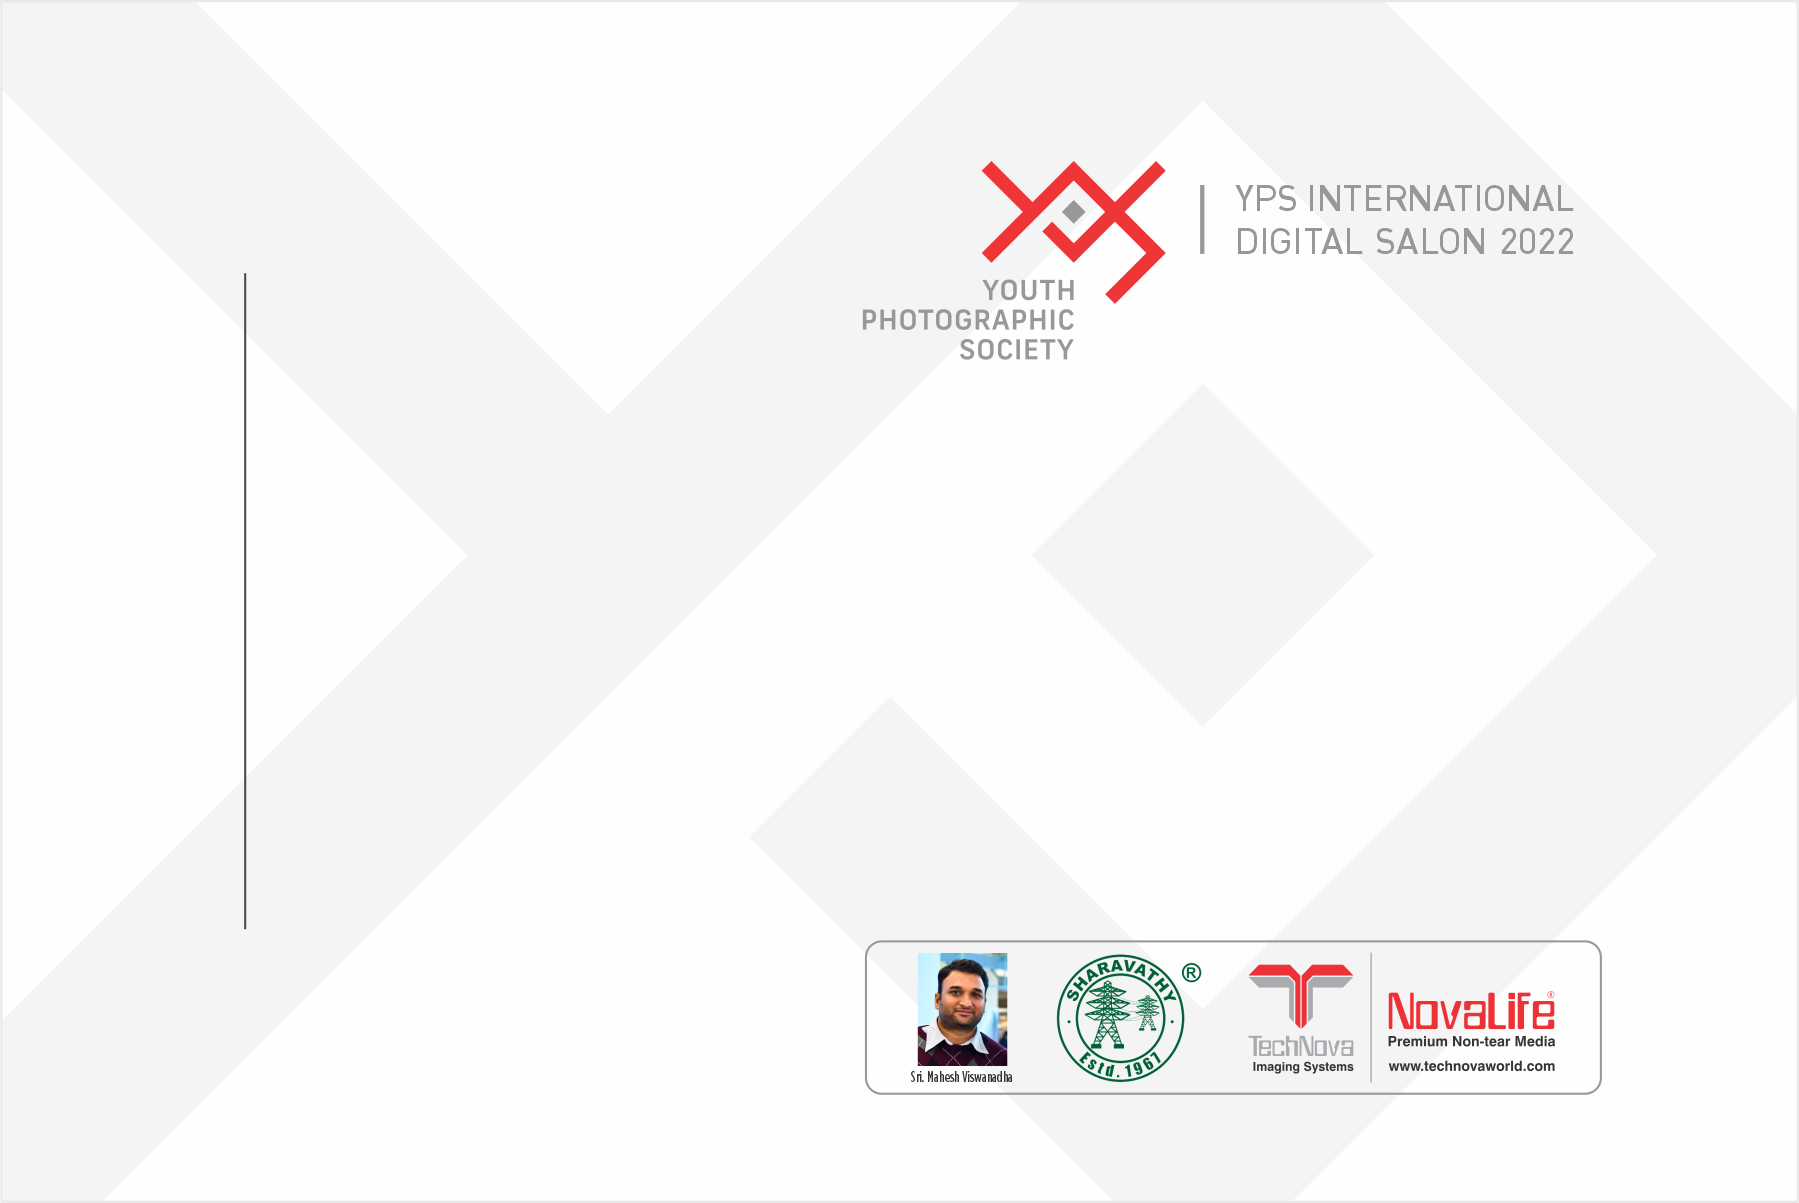 YPS INTERNATIONAL
DIGITAL SALON 2022
YOUTH
PHOTOGRAPHIC
SOCIETY
Sri. Mahesh Viswanadha
SHARAVATHY ®
Estd. 1967
TechNova
Imaging Systems
NovaLife®
Premium Non-tear Media
www.technovaworld.com